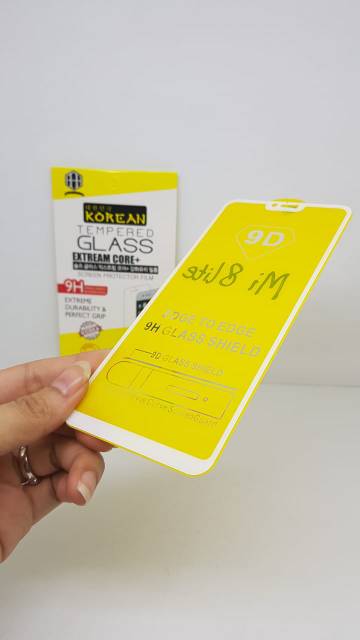 KOREAN
TEMPERED
GLASS
EXTREAM CORE+
SCREEN PROTECTOR FILM
9H
EXTREME
DURABILITY &
PERFECT GRIP
9D
Mi 8 lite
EDGE TO EDGE
9H GLASS SHIELD
9D GLASS SHIELD